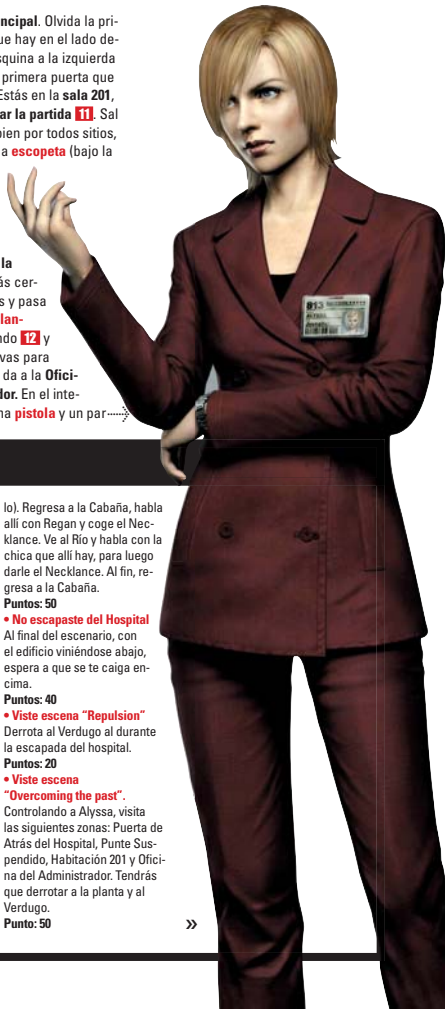 ncipal. Olvida la pri-
ue hay en el lado de-
squina a la izquierda
primera puerta que
Estás en la sala 201,
ar la partida 11. Sal
bien por todos sitios,
a escopeta (bajo la
la
ás cer-
s y pasa
lan-
ndo 12 y
vas para
da a la Ofici-
dor. En el inte-
na pistola y un par
B13
lo). Regresa a la Cabaña, habla
allí con Regan y coge el Nec-
klance. Ve al Río y habla con la
chica que allí hay, para luego
darle el Necklance. Al fin, re-
gresa a la Cabaña.
Puntos: 50
• No escapaste del Hospital
Al final del escenario, con
el edificio viniéndose abajo,
espera a que se te caiga en-
cima.
Puntos: 40
• Viste escena "Repulsion"
Derrota al Verdugo al durante
la escapada del hospital.
Puntos: 20
• Viste escena
"Overcoming the past".
Controlando a Alyssa, visita
las siguientes zonas: Puerta de
Atrás del Hospital, Punte Sus-
pendido, Habitación 201 y Ofici-
na del Administrador. Tendrás
que derrotar a la planta y al
Verdugo.
Punto: 50
»